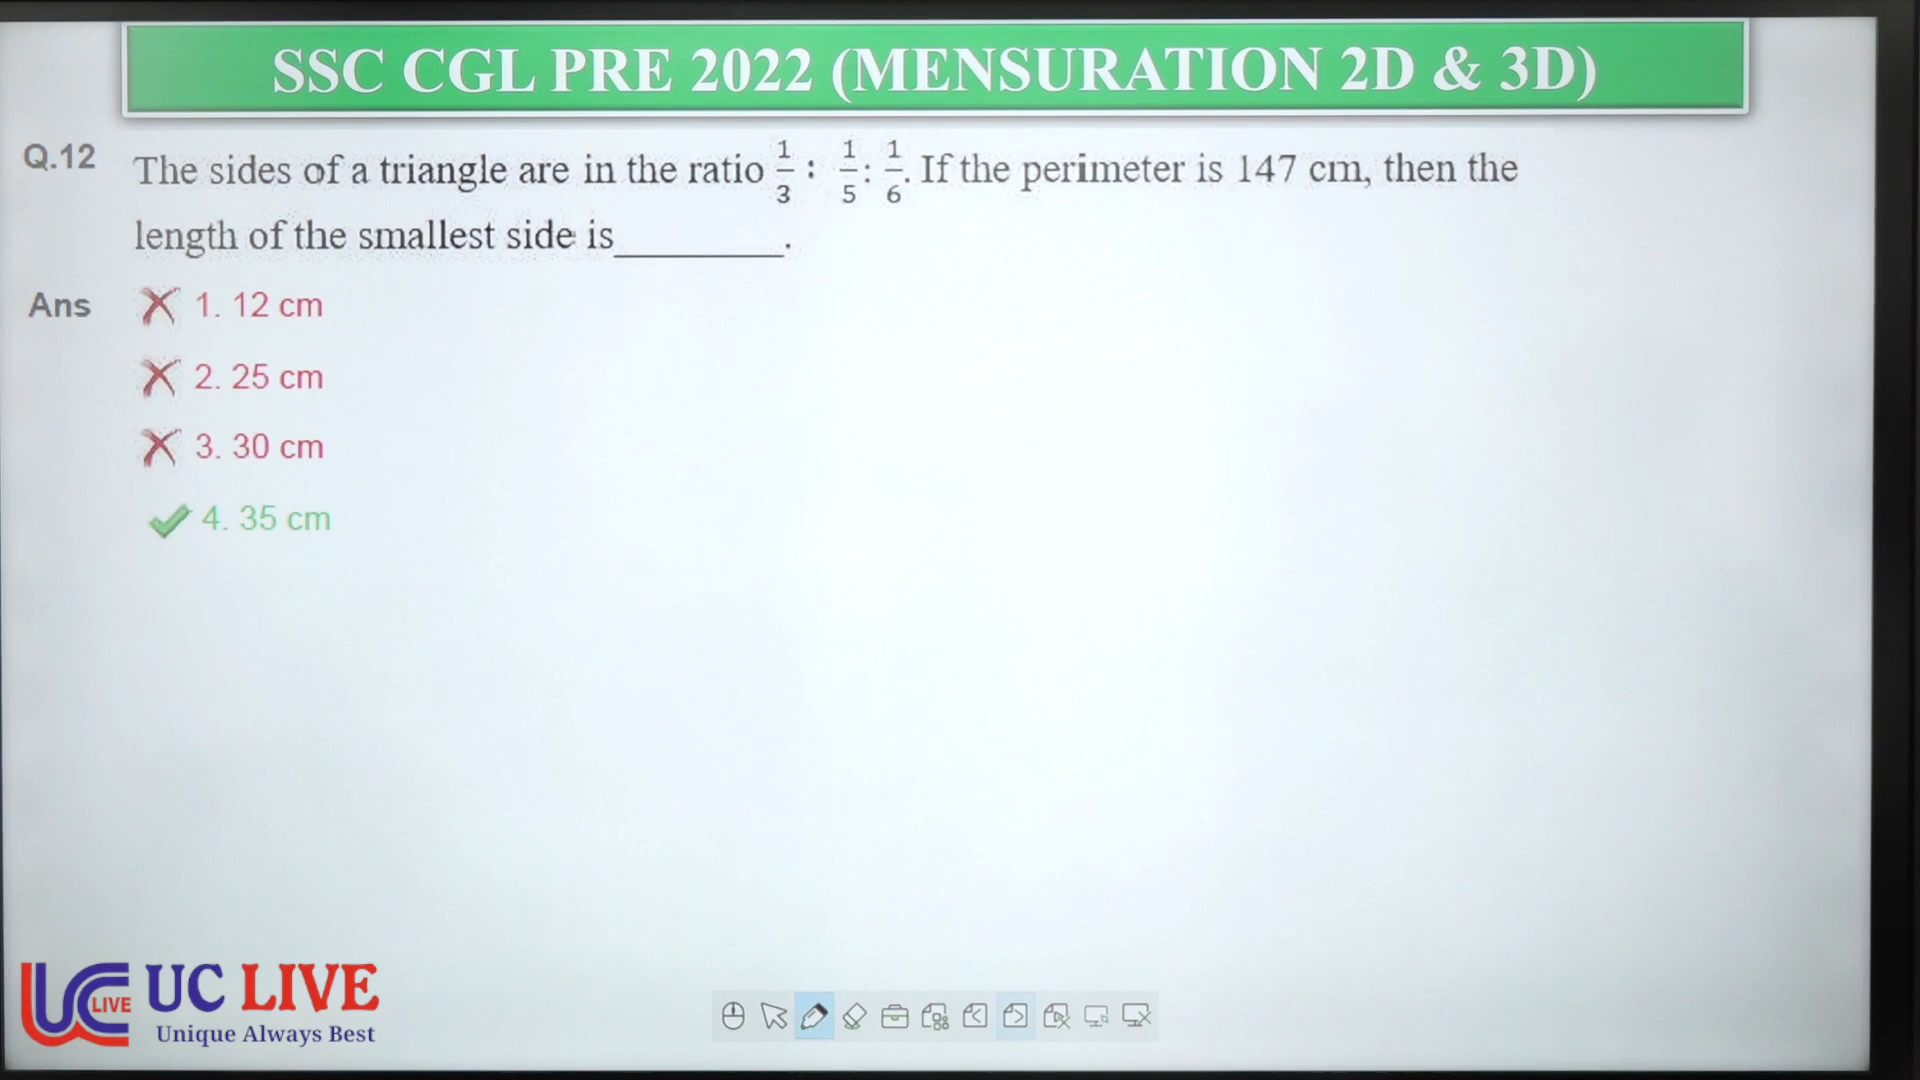 SSC CGL PRE 2022 (MENSURATION 2D & 3D)
Q.12 The sides of a triangle are in the ratio 1/3 : 1/5 : 1/6. If the perimeter is 147 cm, then the
length of the smallest side is________.
Ans 1. 12 cm
2. 25 cm
3. 30 cm
4. 35 cm
UC LIVE
LIVE
Unique Always Best